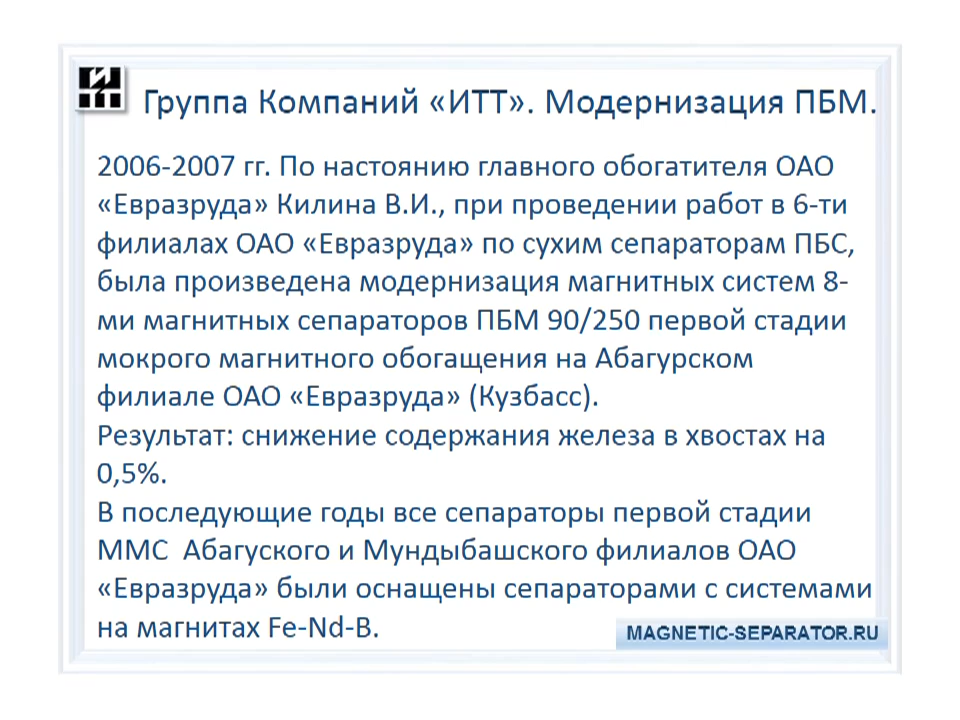 Группа Компаний «ИТТ». Модернизация ПБМ.
2006-2007 гг. По настоянию главного обогатителя ОАО
«Евразруда» Килина В.И., при проведении работ в 6-ти
филиалах ОАО «Евразруда» по сухим сепараторам ПБС,
была произведена модернизация магнитных систем 8-
ми магнитных сепараторов ПБМ 90/250 первой стадии
мокрого магнитного обогащения на Абагурском
филиале ОАО «Евразруда» (Кузбасс).
Результат: снижение содержания железа в хвостах на
0,5%.
В последующие годы все сепараторы первой стадии
ММС Абагуского и Мундыбашского филиалов ОАО
«Евразруда» были оснащены сепараторами с системами
на магнитах Fe-Nd-B.
MAGNETIC-SEPARATOR.RU